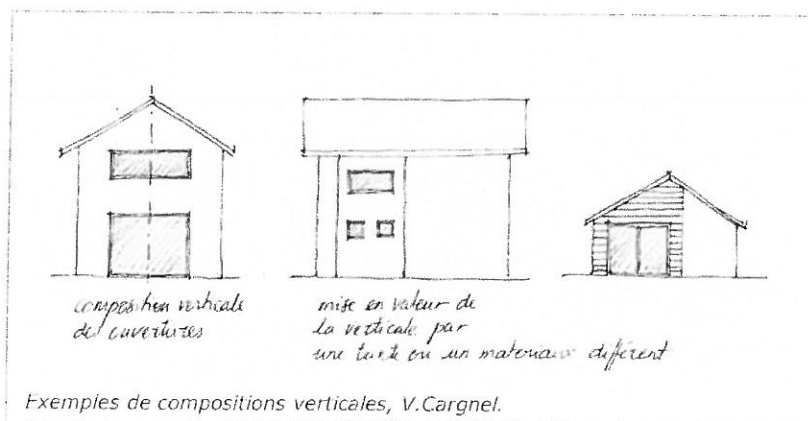 composition verticale
des ouvertures
mise en valeur de
la verticale par
une teinte ou un materiaux différent
Exemples de compositions verticales, V.Cargnel.